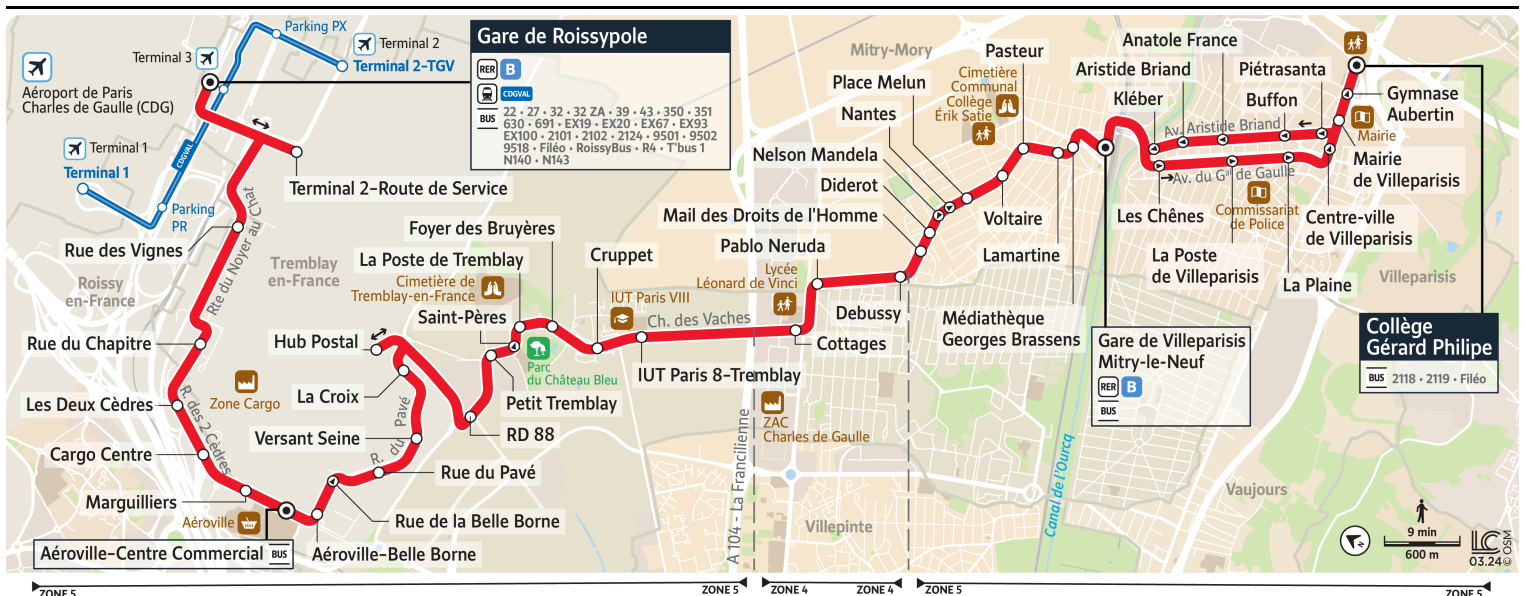 Parking PX
Terminal 2
Terminal 2-TGV
Terminal 3
Aéroport de Paris
Charles de Gaulle (CDG)
CDGVAL
Terminal 1
Terminal 1
Parking
PR
Terminal 2-Route de Service
Gare de Roissypole
RER B
CDGVAL
BUS
22 • 27 • 32 • 32 ZA • 39 • 43 • 350 • 351
630 • 691 • EX19 • EX20 • EX67 • EX93
EX100 • 2101 • 2102 • 2124 • 9501 • 9502
9518 • Filéo • RoissyBus • R4 • T'bus 1
N140 • N143
Rue des Vignes
Rte du Noyer au Chat
Roissy
en-France
Tremblay
en-France
Rue du Chapitre
Les Deux Cèdres
R. des 2 Cèdres
Zone Cargo
Cargo Centre
Marguilliers
Aéroville
Aéroville-Centre Commercial BUS
Aéroville-Belle Borne
Rue de la Belle Borne
Rue du Pavé
R. du Pavé
Versant Seine
La Croix
Hub Postal
RD 88
Petit Tremblay
Saint-Pères
Cimetière de
Tremblay-en-France
La Poste de Tremblay
Foyer des Bruyères
Parc
du Château Bleu
Cruppet
IUT Paris VIII
IUT Paris 8-Tremblay
Ch. des Vaches
Cottages
Lycée
Léonard de Vinci
Pablo Neruda
Debussy
ZAC
Charles de Gaulle
A 104 - La Francilienne
Villepinte
Mail des Droits de l'Homme
Diderot
Nelson Mandela
Nantes
Place Melun
Mitry-Mory
Pasteur
Cimetière
Communal
Collège
Érik Satie
Voltaire
Lamartine
Médiathèque
Georges Brassens
Gare de Villeparisis
Mitry-le-Neuf
RER B
BUS
Canal de l'Ourcq
Anatole France
Aristide Briand
Kléber
Piétrasanta
Buffon
Av. Aristide Briand
Av. du Gal de Gaulle
Les Chênes
La Poste
de Villeparisis
Commissariat
de Police
La Plaine
Centre-ville
de Villeparisis
Mairie
Mairie
de Villeparisis
Gymnase
Aubertin
Villeparisis
Collège
Gérard Philipe
BUS 2118 • 2119 • Filéo
Vaujours
9 min
600 m
LC
03.24 © OSM
ZONE 5
ZONE 5
ZONE 4
ZONE 4
ZONE 5
ZONE 5